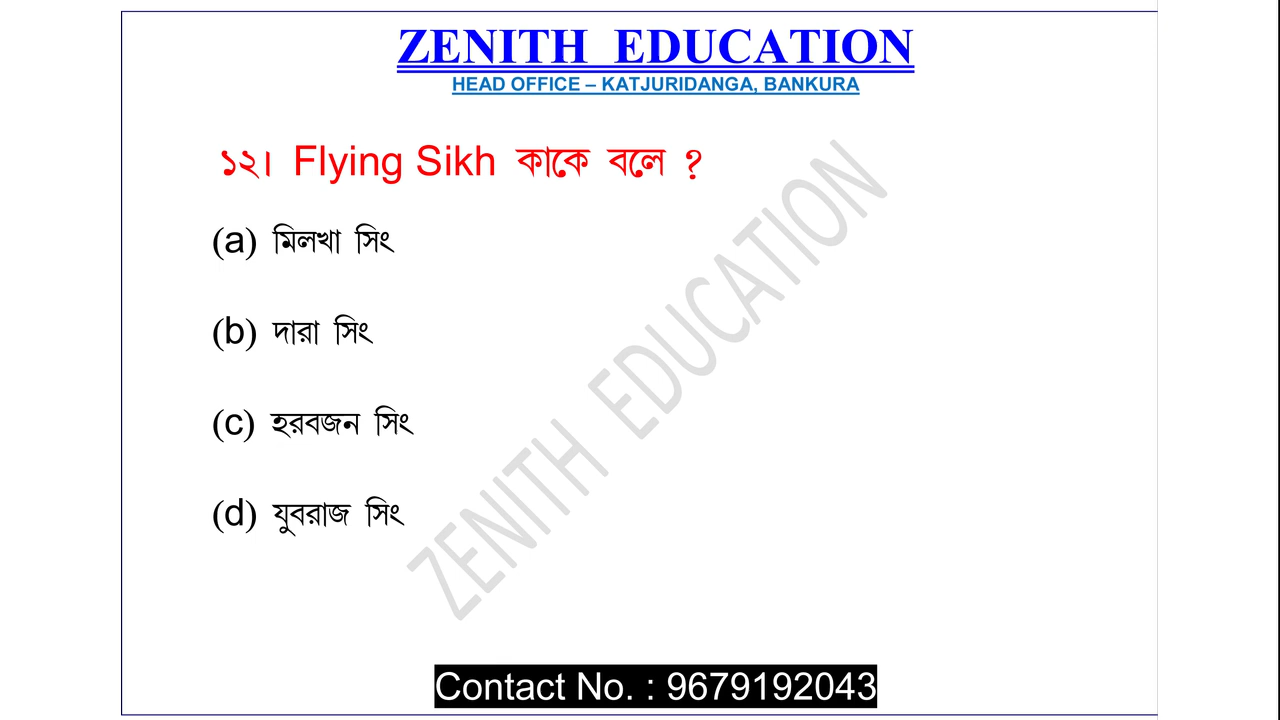 ZENITH EDUCATION
HEAD OFFICE – KATJURIDANGA, BANKURA
১২। Flying Sikh কাকে বলে ?
(a) মিলখা সিং
(b) দারা সিং
(c) হরবজন সিং
(d) যুবরাজ সিং
ZENITH EDUCATION
Contact No. : 9679192043